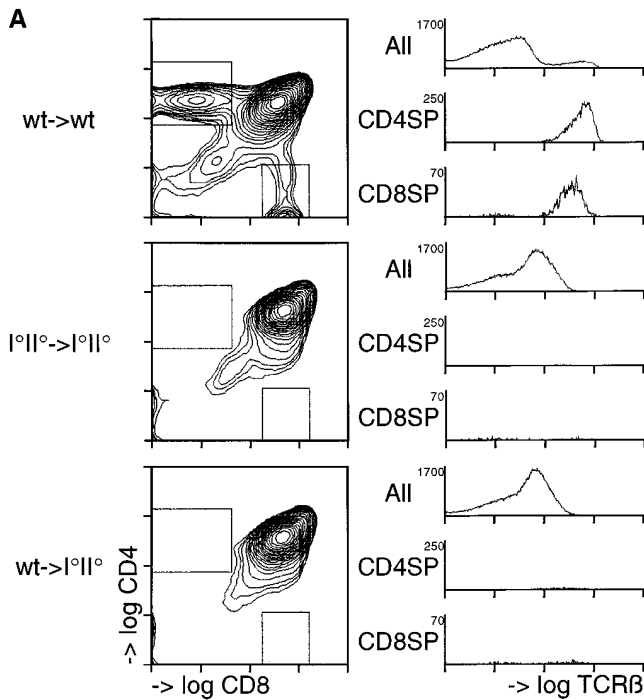 A
wt->wt
All
1700
CD4SP
250
CD8SP
70
I°II°->I°II°
All
1700
CD4SP
250
CD8SP
70
wt->I°II°
All
1700
CD4SP
250
CD8SP
70
-> log CD4
-> log CD8
-> log TCRß